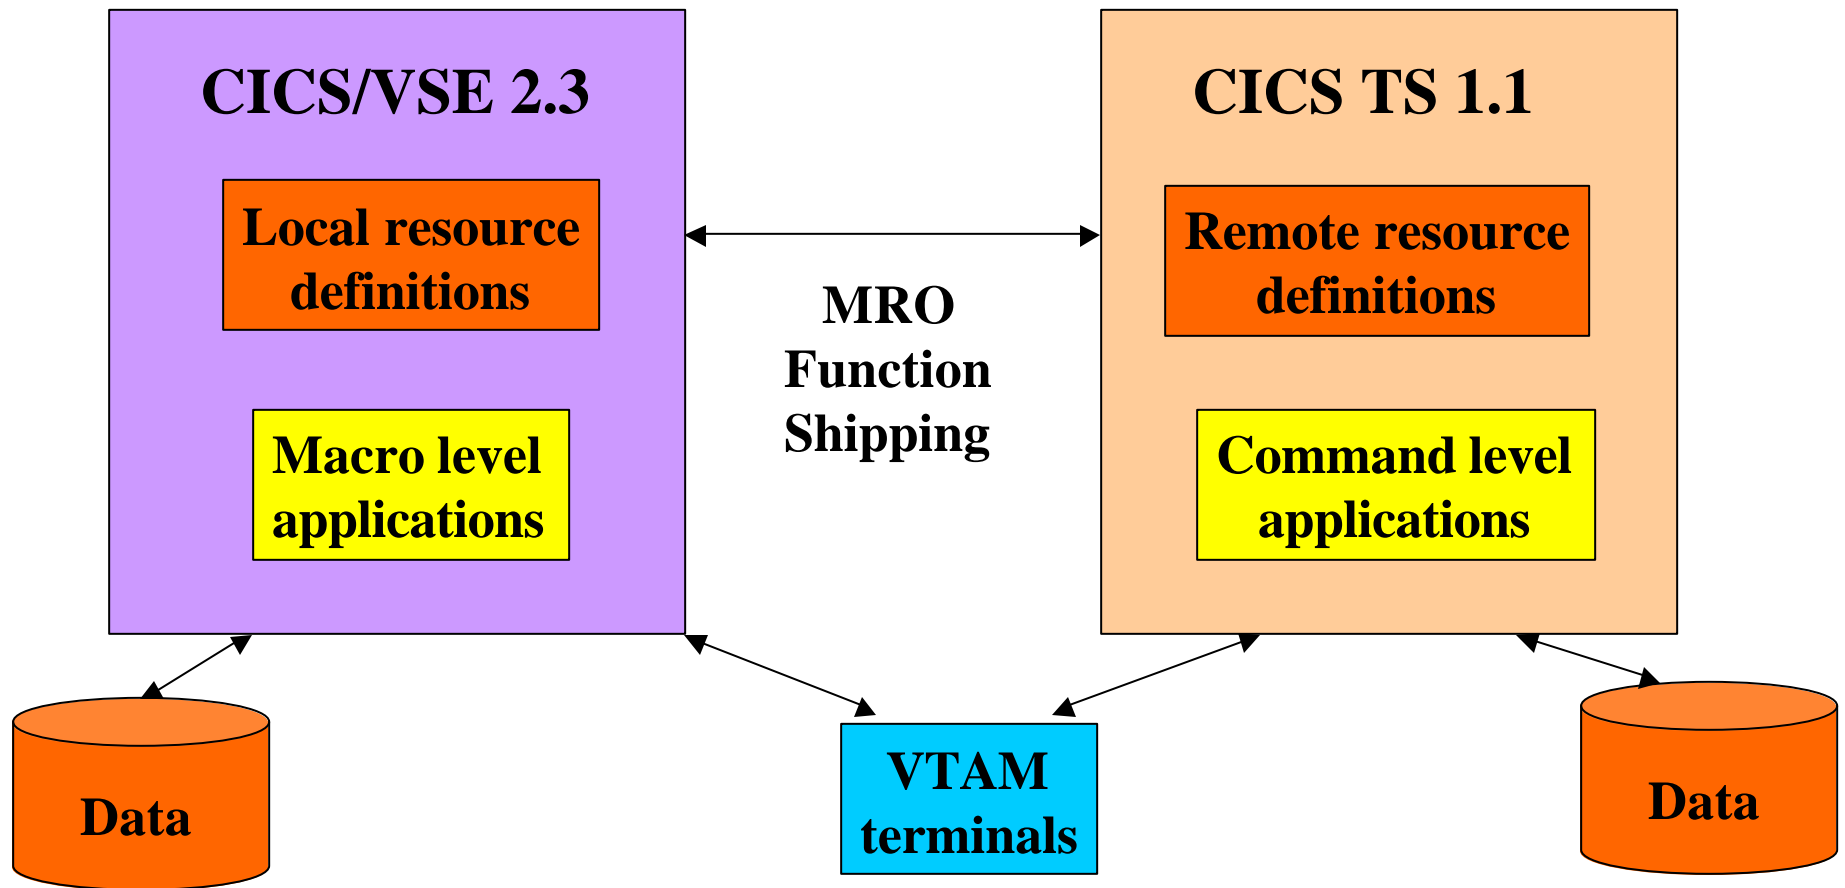 CICS/VSE 2.3
Local resource
definitions
Macro level
applications
MRO
Function
Shipping
CICS TS 1.1
Remote resource
definitions
Command level
applications
Data
VTAM
terminals
Data